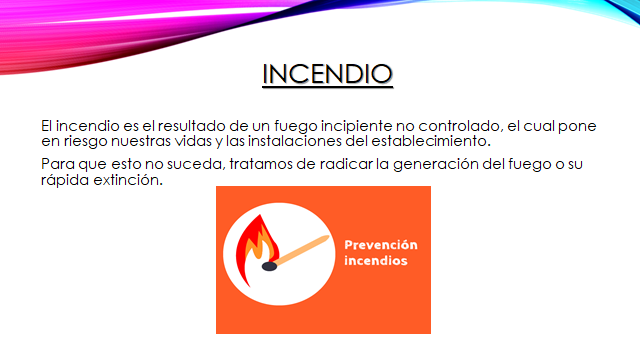 INCENDIO
El incendio es el resultado de un fuego incipiente no controlado, el cual pone
en riesgo nuestras vidas y las instalaciones del establecimiento.
Para que esto no suceda, tratamos de radicar la generación del fuego o su
rápida extinción.
Prevención
incendios